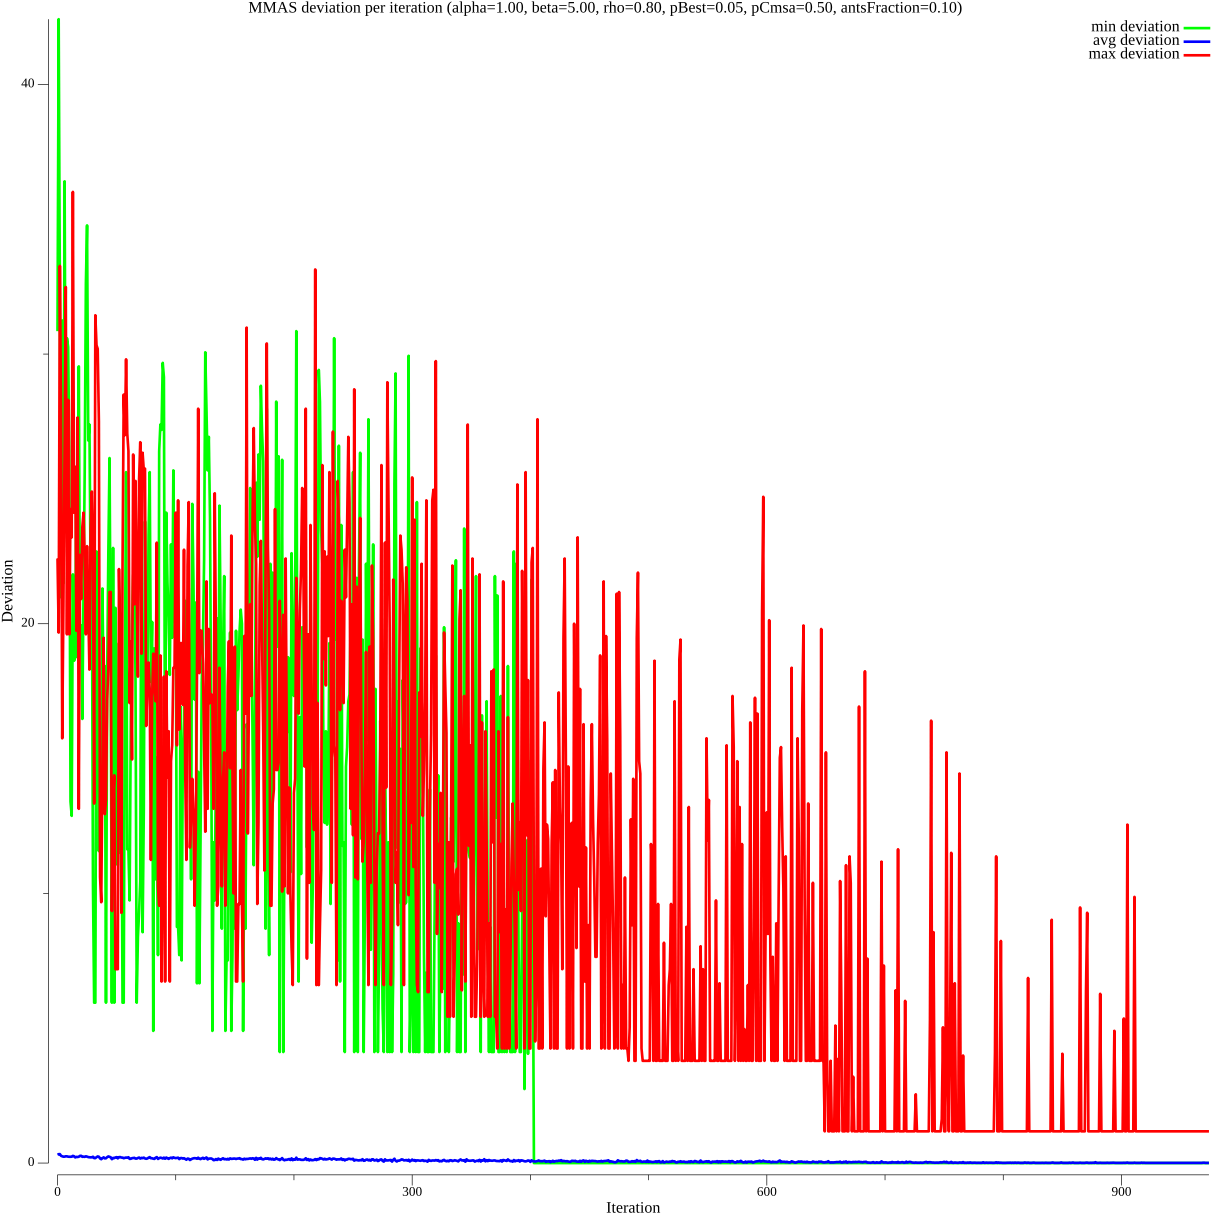 MMAS deviation per iteration (alpha=1.00, beta=5.00, rho=0.80, pBest=0.05, pCmsa=0.50, antsFraction=0.10)
min deviation
avg deviation
max deviation
40
20
0
Deviation
0
300
600
900
Iteration